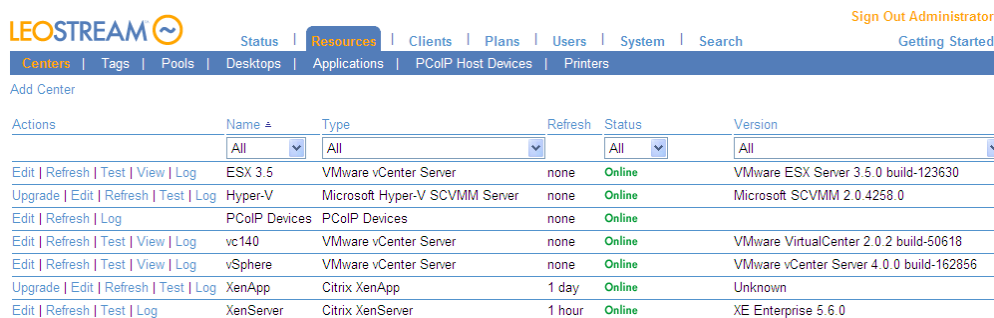 Sign Out Administrator
LEOSTREAM
Status | Resources | Clients | Plans | Users | System | Search Getting Started
Centers | Tags | Pools | Desktops | Applications | PCoIP Host Devices | Printers
Add Center
Actions Name Type Refresh Status Version
All All All All
Edit | Refresh | Test | View | Log ESX 3.5 VMware vCenter Server none Online VMware ESX Server 3.5.0 build-123630
Upgrade | Edit | Refresh | Test | Log Hyper-V Microsoft Hyper-V SCVMM Server none Online Microsoft SCVMM 2.0.4258.0
Edit | Refresh | Log PCoIP Devices PCoIP Devices none Online
Edit | Refresh | Test | View | Log vc140 VMware vCenter Server none Online VMware VirtualCenter 2.0.2 build-50618
Edit | Refresh | Test | View | Log vSphere VMware vCenter Server none Online VMware vCenter Server 4.0.0 build-162856
Upgrade | Edit | Refresh | Test | Log XenApp Citrix XenApp 1 day Online Unknown
Edit | Refresh | Test | Log XenServer Citrix XenServer 1 hour Online XE Enterprise 5.6.0